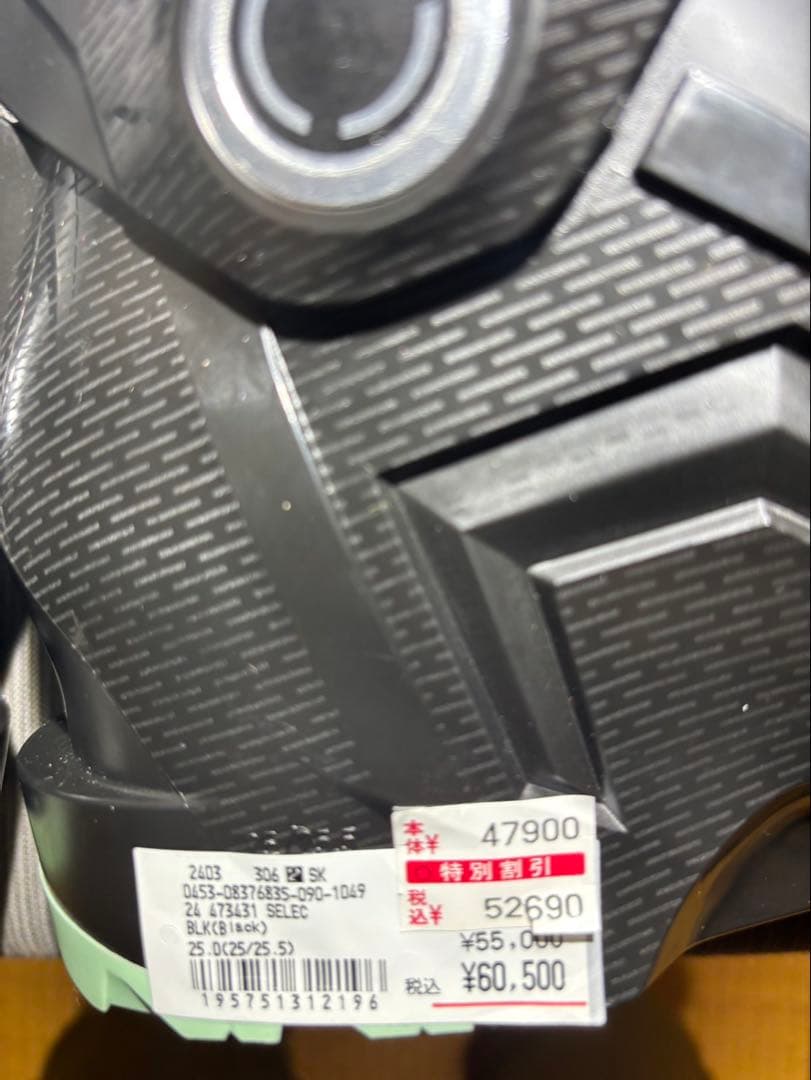 本体¥ 47900
特別割引
税込¥ 52690
2403 306 SK
0453-08376835-090-1049
24 473431 SELEC
BLK(Black)
¥55,000
25.0(25/25.5)
税込 ¥60,500
195751312196